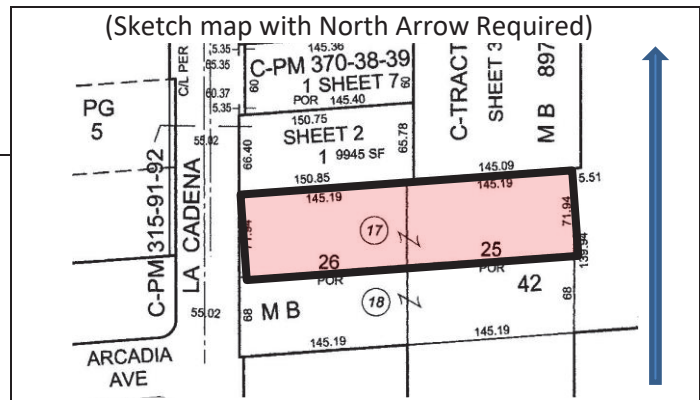 (Sketch map with North Arrow Required)
C/L PER
5.35
65.35
60.37
5.35
145.36
C-PM 370-38-39
60
1 SHEET 7
60
POR 145.40
C-TRACT
SHEET 3
M B 897
PG
5
150.75
SHEET 2
1 9945 SF
65.78
66.40
55.02
150.85
145.09
145.19
145.19
5.51
C-PM 315-91-92
LA CADENA
17
71.94
26
25
POR
POR
139.94
55.02
68
M B
18
42
68
145.19
145.19
ARCADIA
AVE